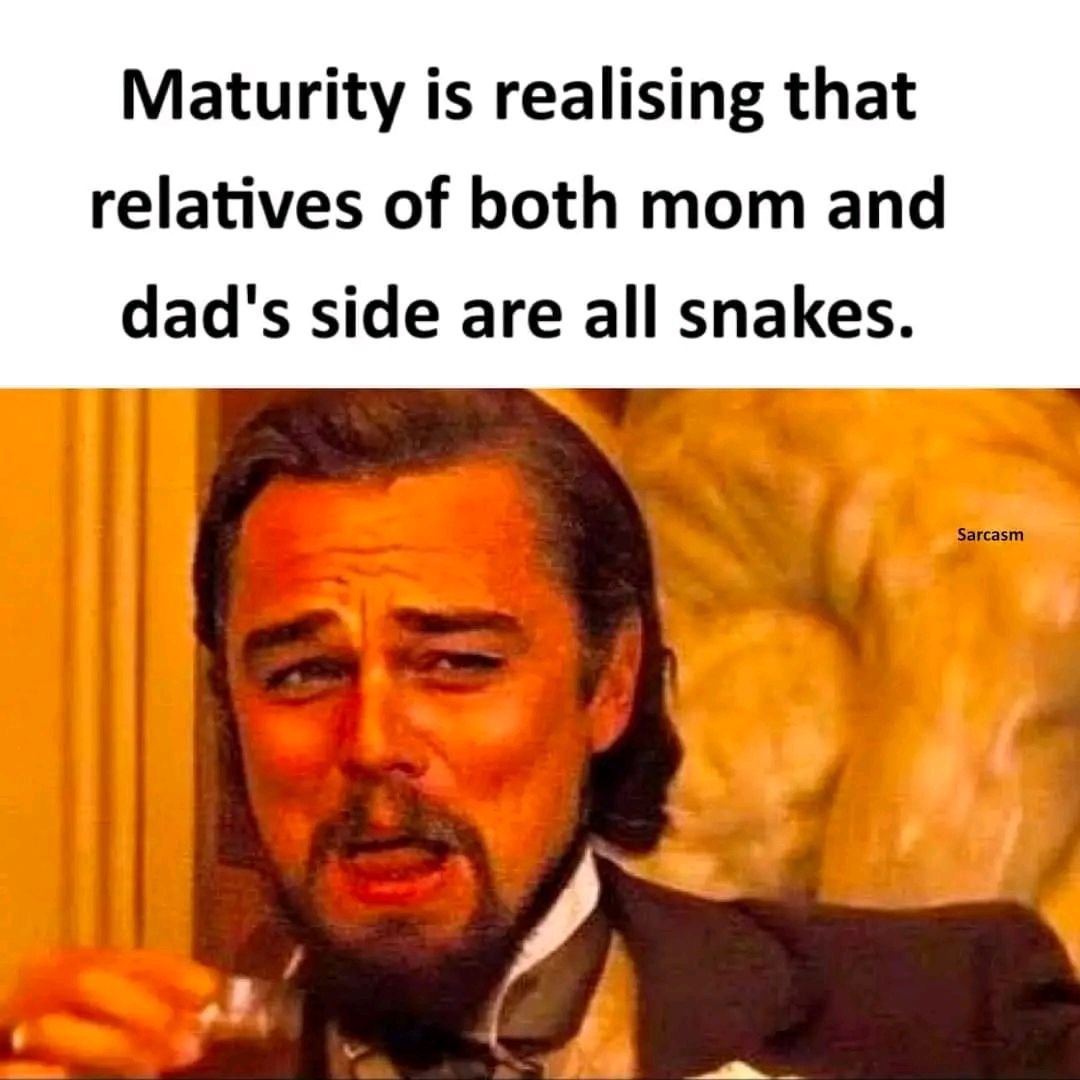 Maturity is realising that
relatives of both mom and
dad's side are all snakes.
Sarcasm